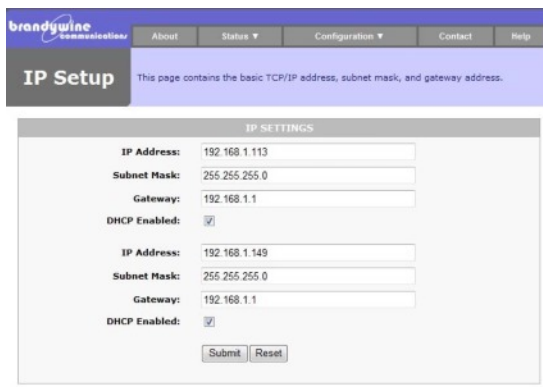 brandywine
communications
About Status ▼ Configuration ▼ Contact Help
IP Setup This page contains the basic TCP/IP address, subnet mask, and gateway address.
IP SETTINGS
IP Address: 192.168.1.113
Subnet Mask: 255.255.255.0
Gateway: 192.168.1.1
DHCP Enabled:
IP Address: 192.168.1.149
Subnet Mask: 255.255.255.0
Gateway: 192.168.1.1
DHCP Enabled:
Submit Reset